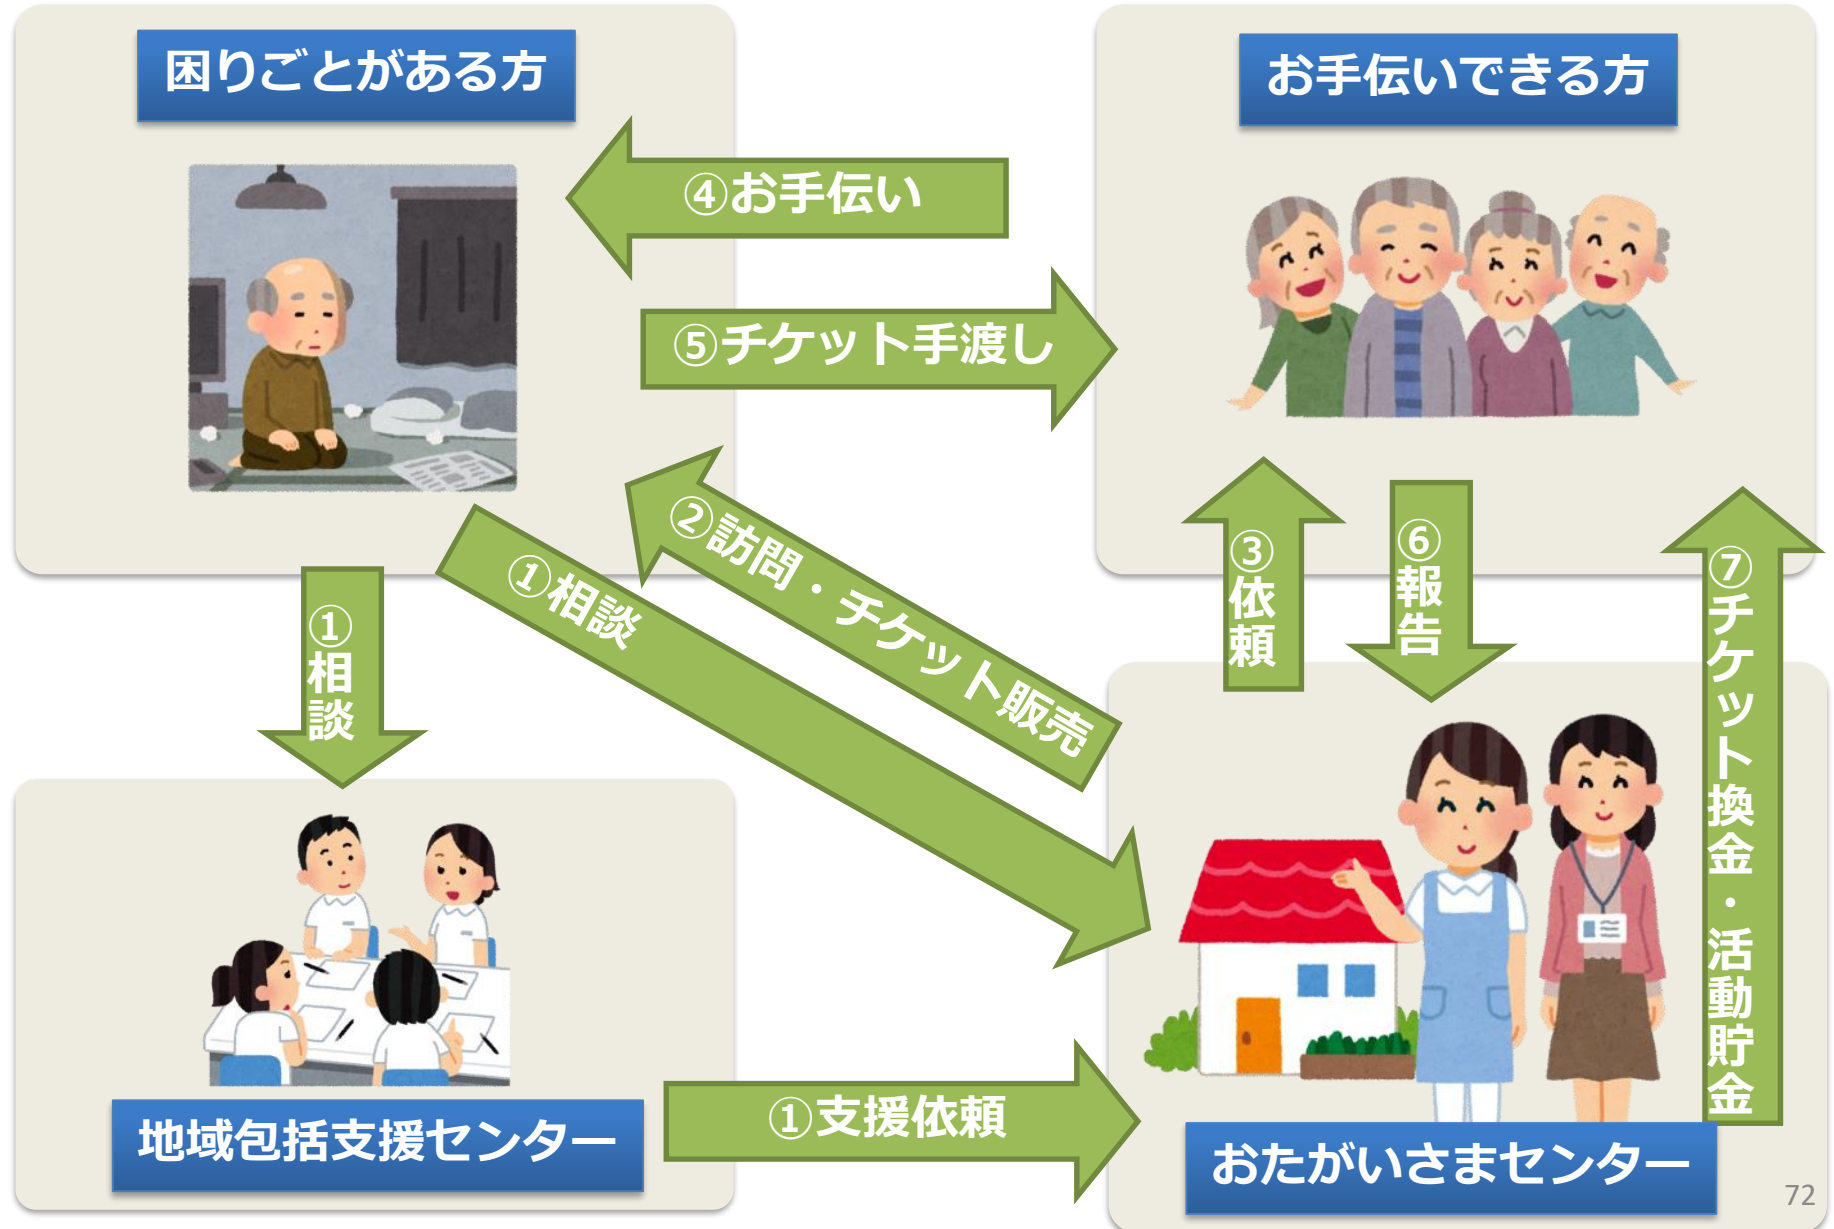 困りごとがある方
お手伝いできる方
④お手伝い
⑤チケット手渡し
②訪問・チケット販売
①相談
①相談
③依頼
⑥報告
⑦チケット換金・活動貯金
地域包括支援センター
①支援依頼
おたがいさまセンター
72